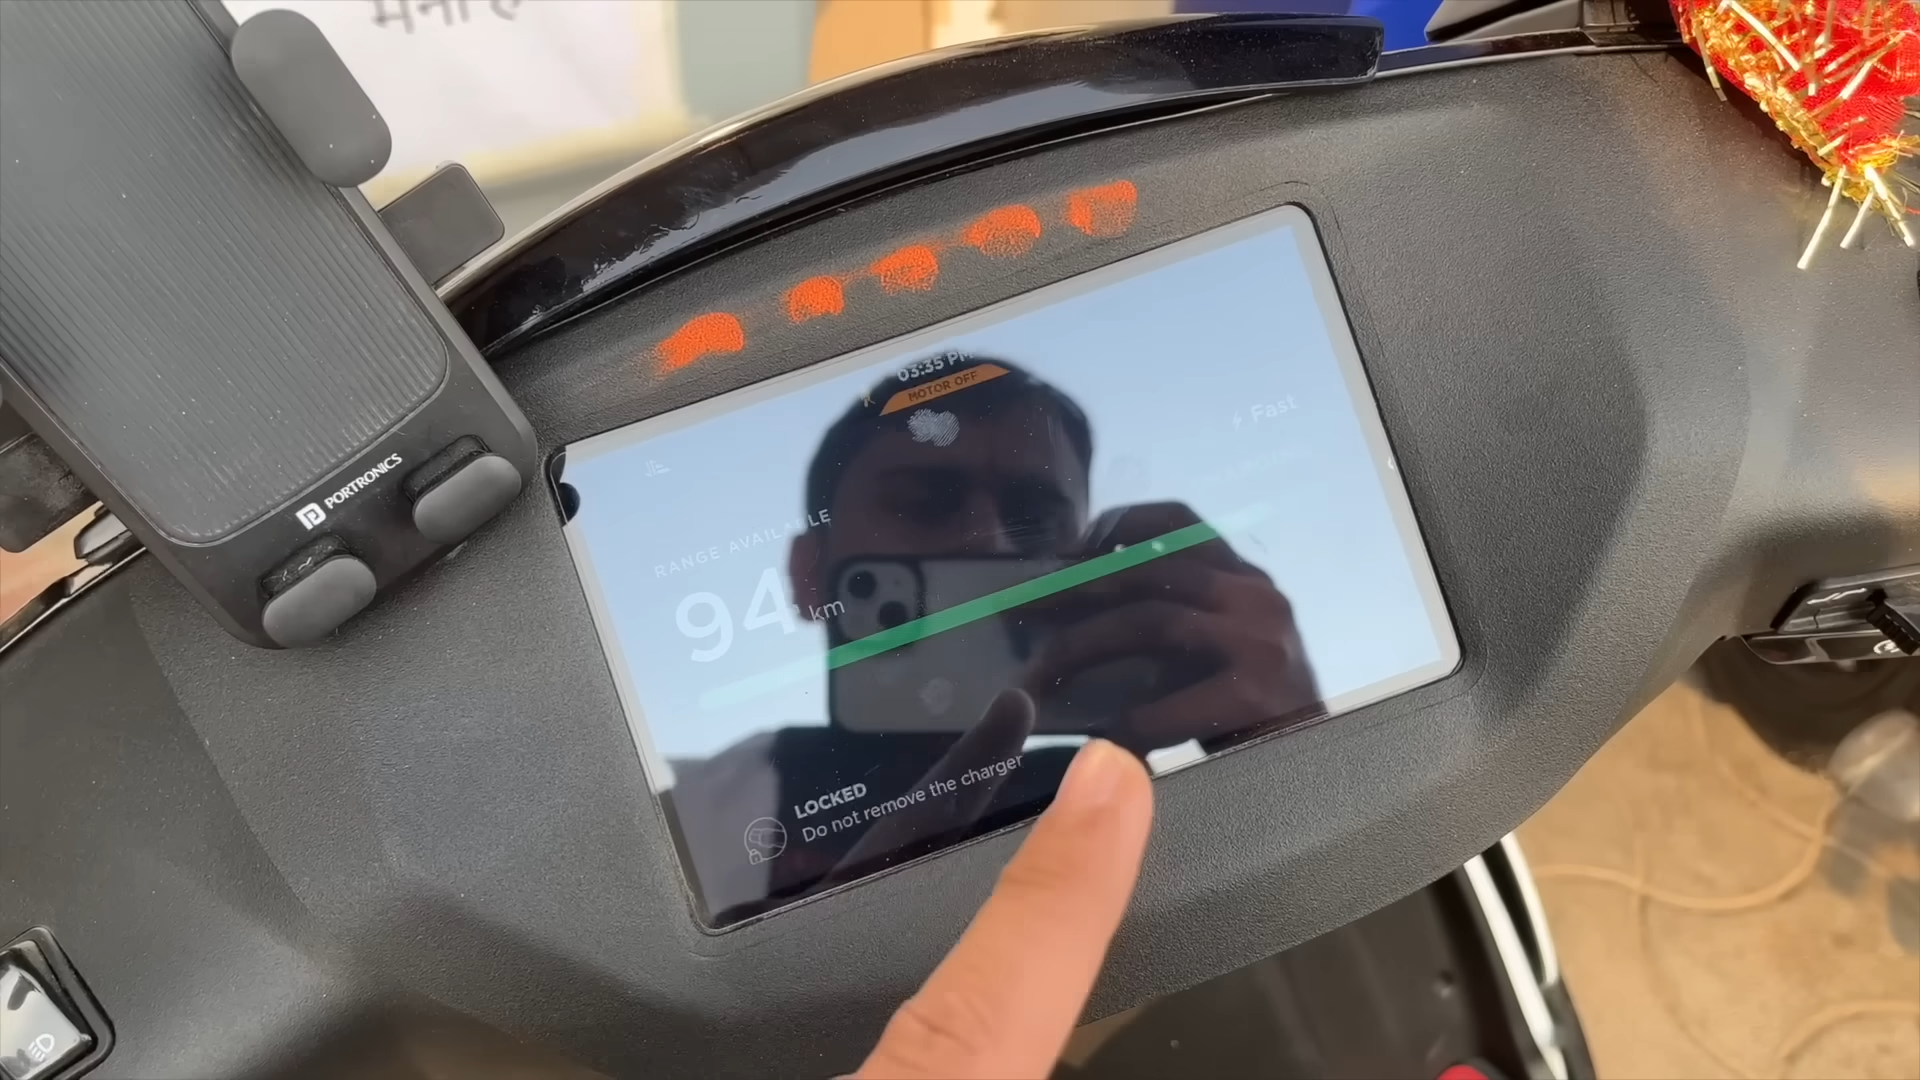 PORTRONICS
03:35 PM
MOTOR OFF
Fast
RANGE AVAILABLE
94 km
LOCKED
Do not remove the charger